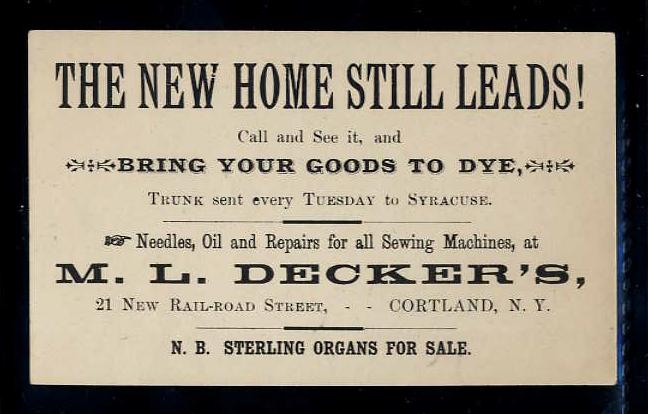 THE NEW HOME STILL LEADS!
Call and See it, and
BRING YOUR GOODS TO DYE,
TRUNK sent every TUESDAY to SYRACUSE.
☞ Needles, Oil and Repairs for all Sewing Machines, at
M. L. DECKER'S,
21 NEW RAIL-ROAD STREET, - - CORTLAND, N. Y.
N. B. STERLING ORGANS FOR SALE.